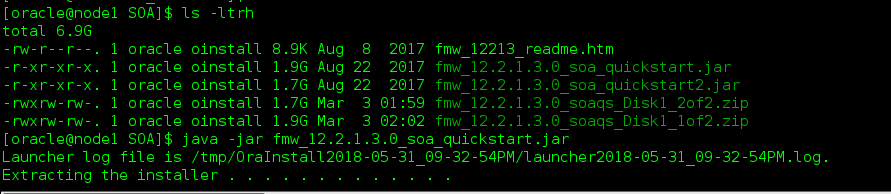 [oracle@node1 SOA]$ ls -ltrh
total 6.9G
-rw-r--r--. 1 oracle oinstall 8.9K Aug  8  2017 fmw_12213_readme.htm
-r-xr-xr-x. 1 oracle oinstall 1.9G Aug 22  2017 fmw_12.2.1.3.0_soa_quickstart.jar
-r-xr-xr-x. 1 oracle oinstall 1.7G Aug 22  2017 fmw_12.2.1.3.0_soa_quickstart2.jar
-rwxrw-rw-. 1 oracle oinstall 1.7G Mar  3 01:59 fmw_12.2.1.3.0_soaqs_Disk1_2of2.zip
-rwxrw-rw-. 1 oracle oinstall 1.9G Mar  3 02:02 fmw_12.2.1.3.0_soaqs_Disk1_1of2.zip
[oracle@node1 SOA]$ java -jar fmw_12.2.1.3.0_soa_quickstart.jar
Launcher log file is /tmp/OraInstall2018-05-31_09-32-54PM/launcher2018-05-31_09-32-54PM.log.
Extracting the installer . . . . . . . . . . . . .